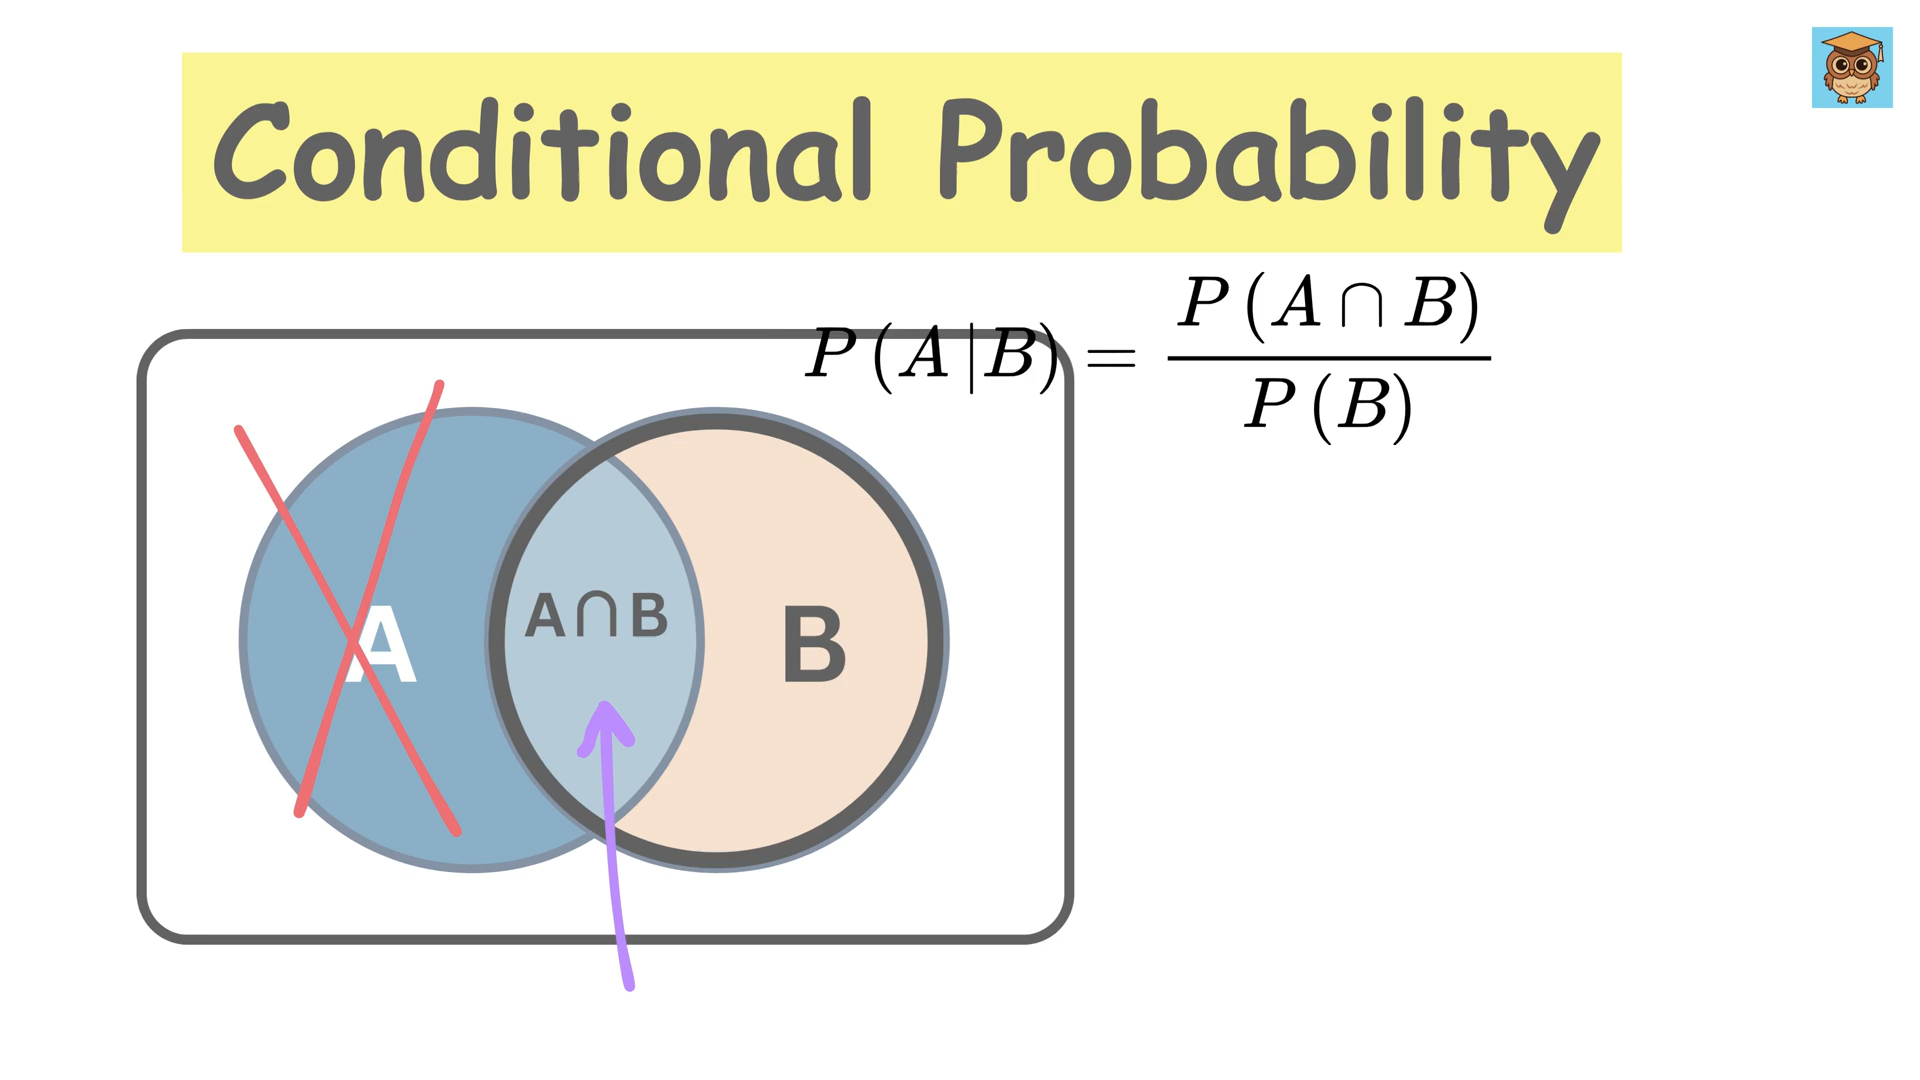 Conditional Probability
P(A|B) = P(A∩B) / P(B)
A
A∩B
B